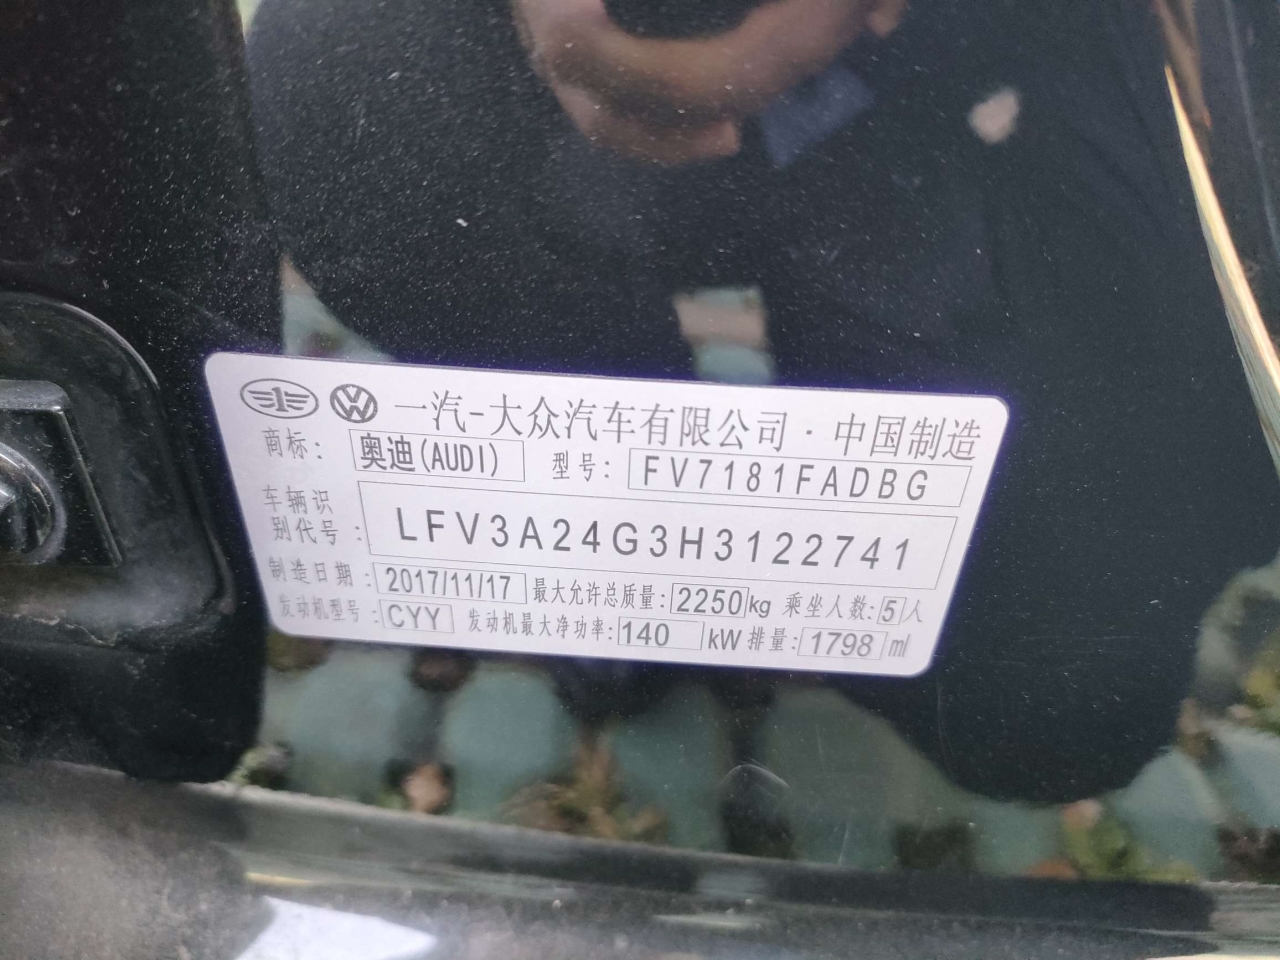 一汽-大众汽车有限公司·中国制造
商标: 奥迪(AUDI) 型号: FV7181FADBG
车辆识
别代号: LFV3A24G3H3122741
制造日期: 2017/11/17 最大允许总质量: 2250kg 乘坐人数: 5人
发动机型号: CYY 发动机最大净功率: 140 kW 排量: 1798 ml